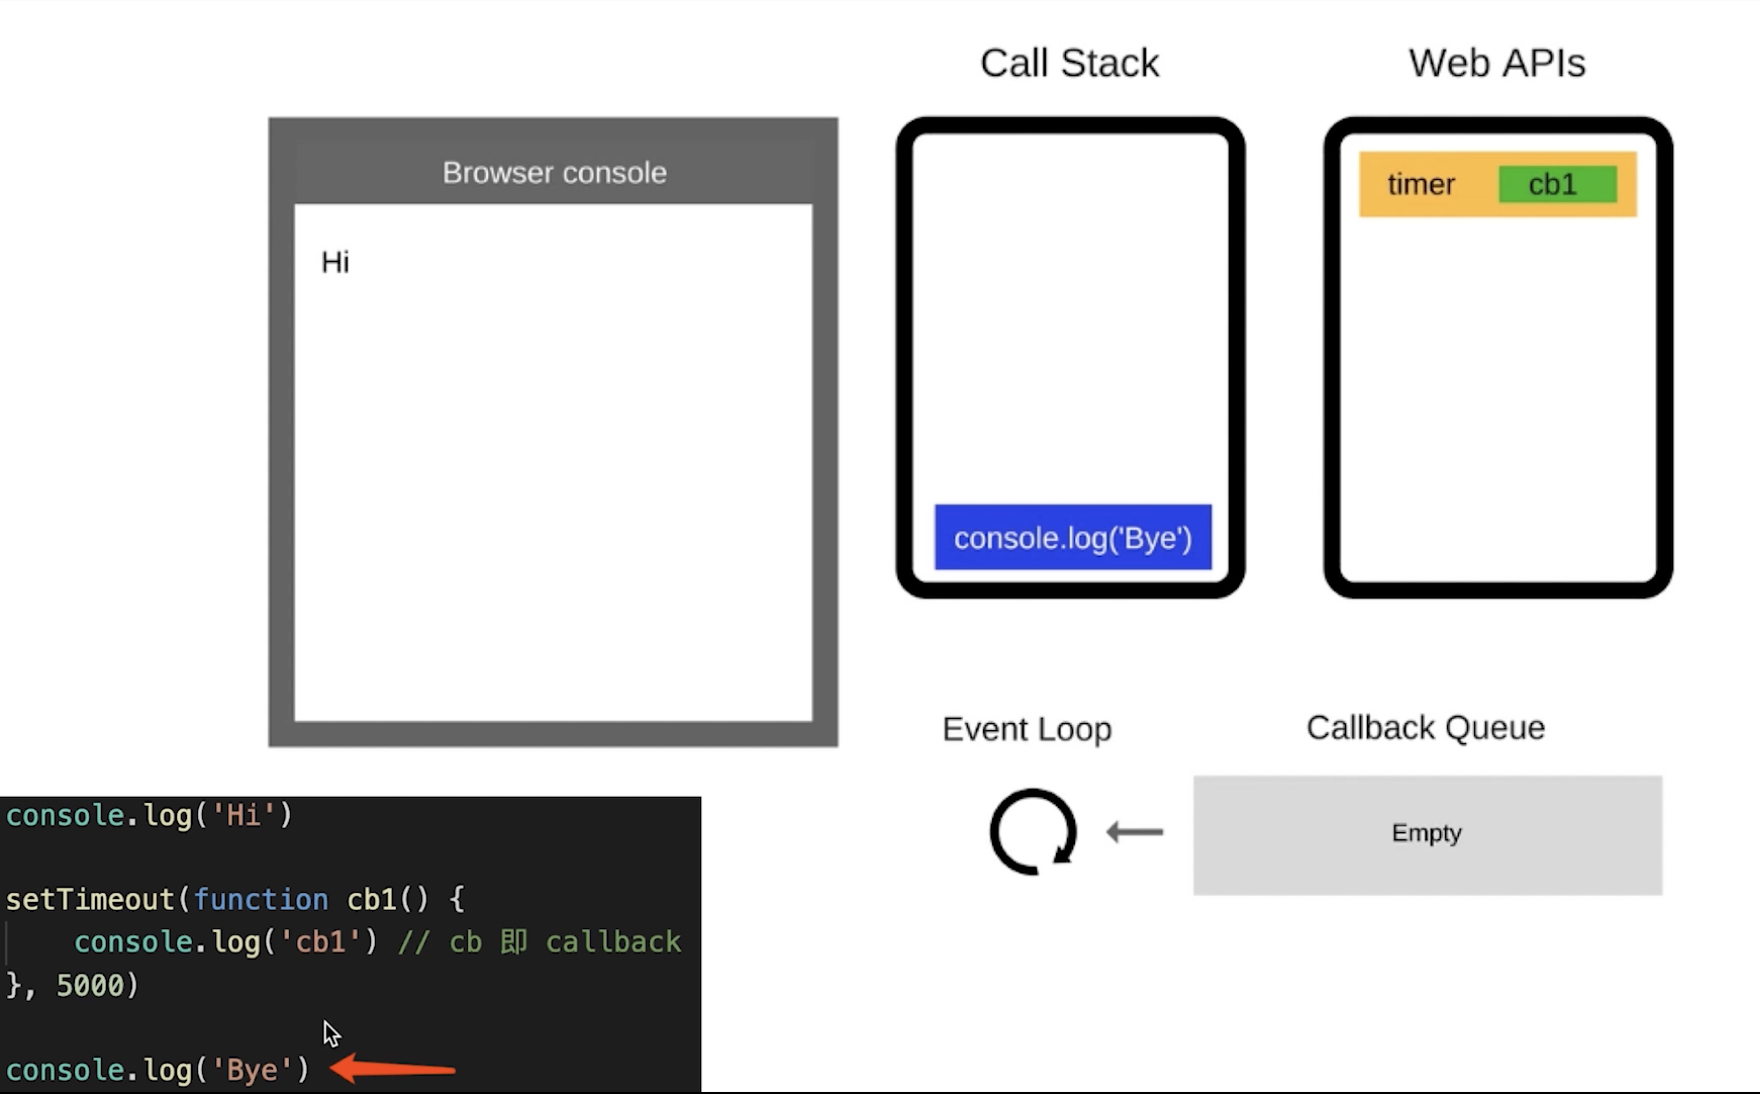 Call Stack
Web APIs
Browser console
Hi
timer
cb1
console.log('Bye')
Event Loop
Callback Queue
Empty
console.log('Hi')
setTimeout(function cb1() {
console.log('cb1') // cb 即 callback
}, 5000)
console.log('Bye')